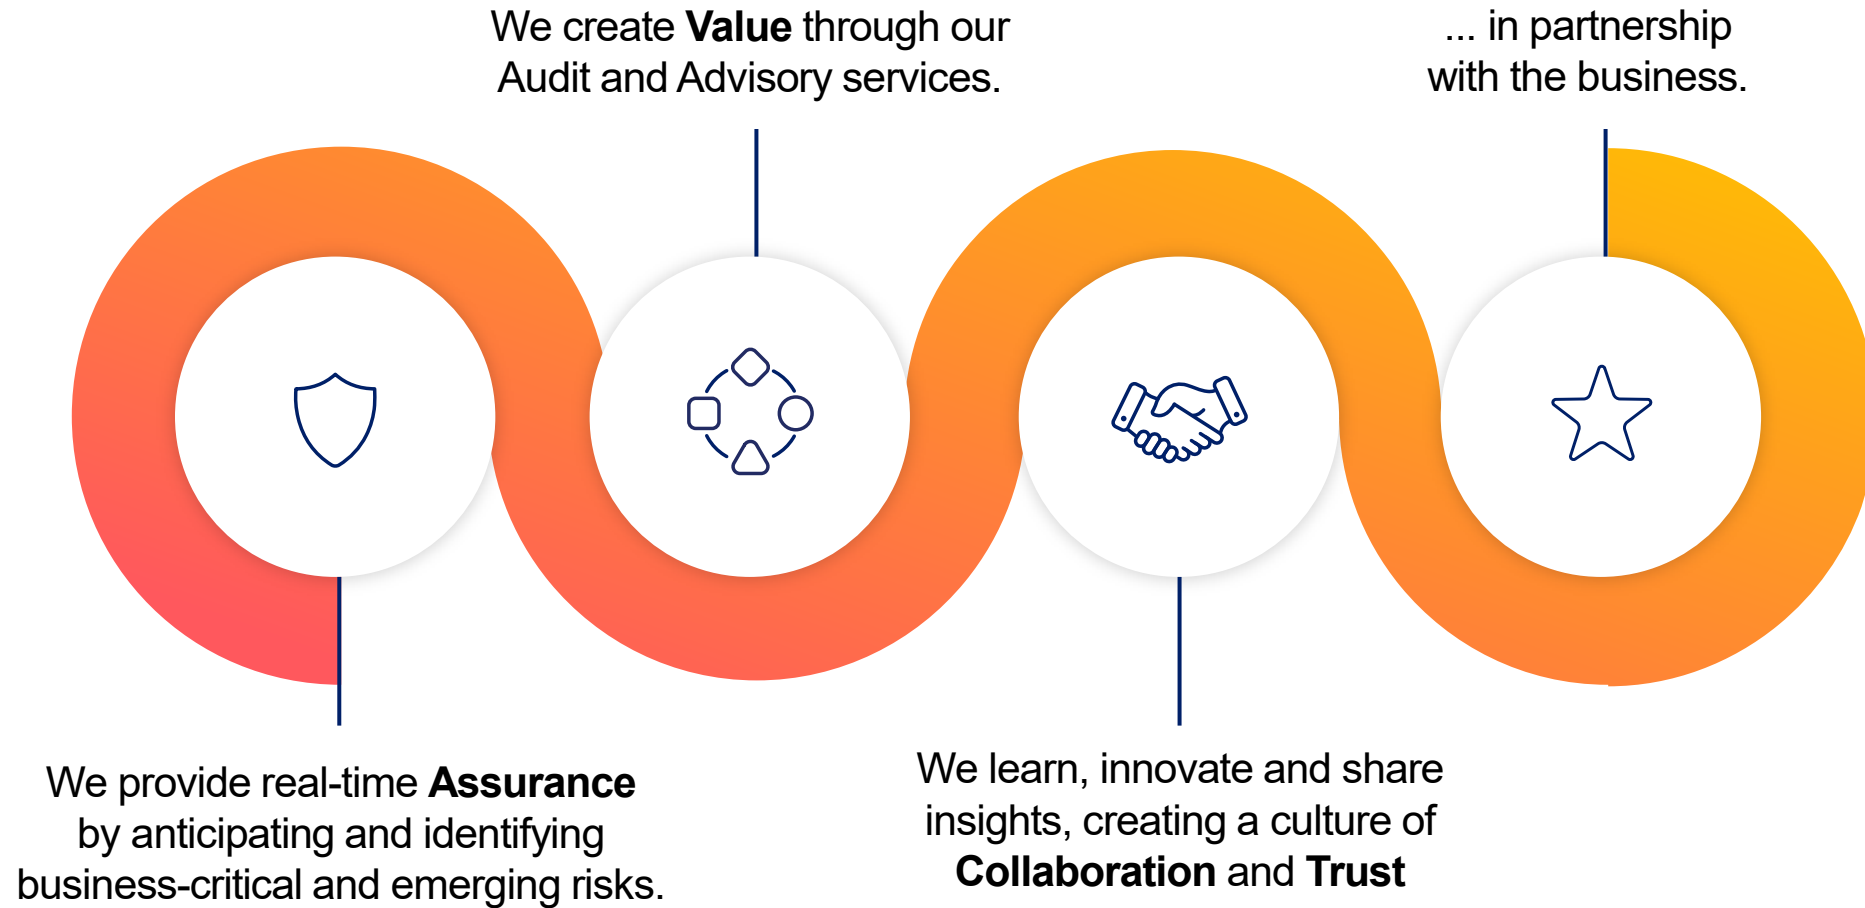 We create Value through our
Audit and Advisory services.
... in partnership
with the business.
We provide real-time Assurance
by anticipating and identifying
business-critical and emerging risks.
We learn, innovate and share
insights, creating a culture of
Collaboration and Trust